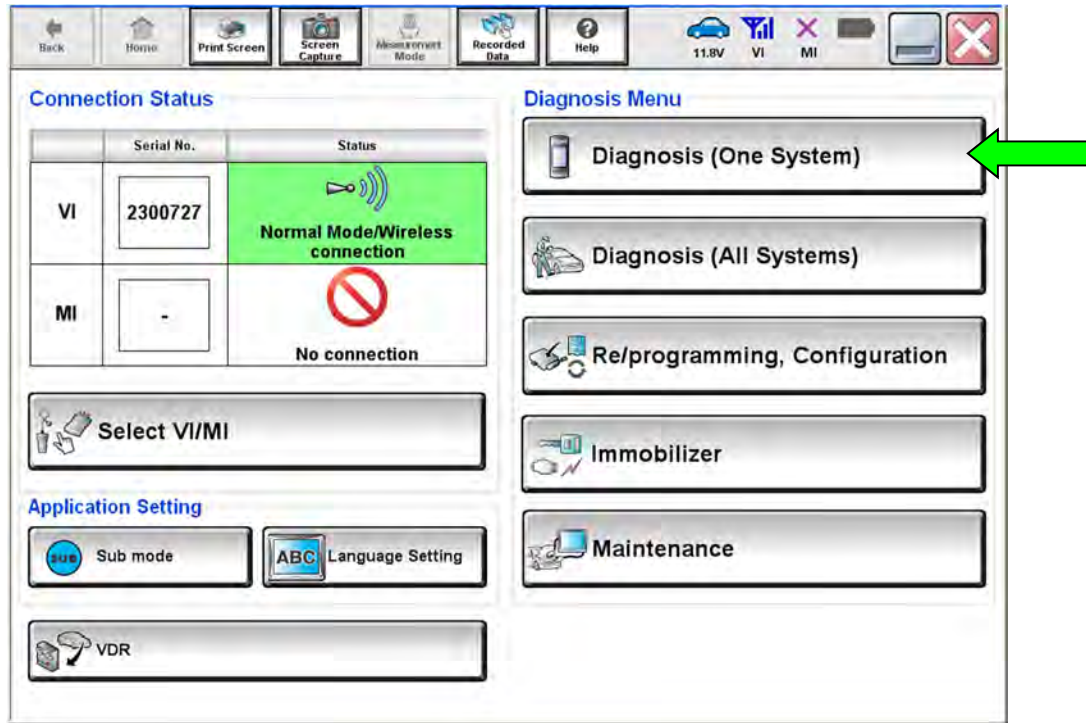 Back
Home
Print Screen
Screen
Capture
Measurement
Mode
Recorded
Data
Help
11.8V
VI
MI
Connection Status
Serial No.
Status
VI
2300727
Normal Mode/Wireless
connection
MI
-
No connection
Select VI/MI
Application Setting
SUB
Sub mode
ABC
Language Setting
VDR
Diagnosis Menu
Diagnosis (One System)
Diagnosis (All Systems)
Re/programming, Configuration
Immobilizer
Maintenance